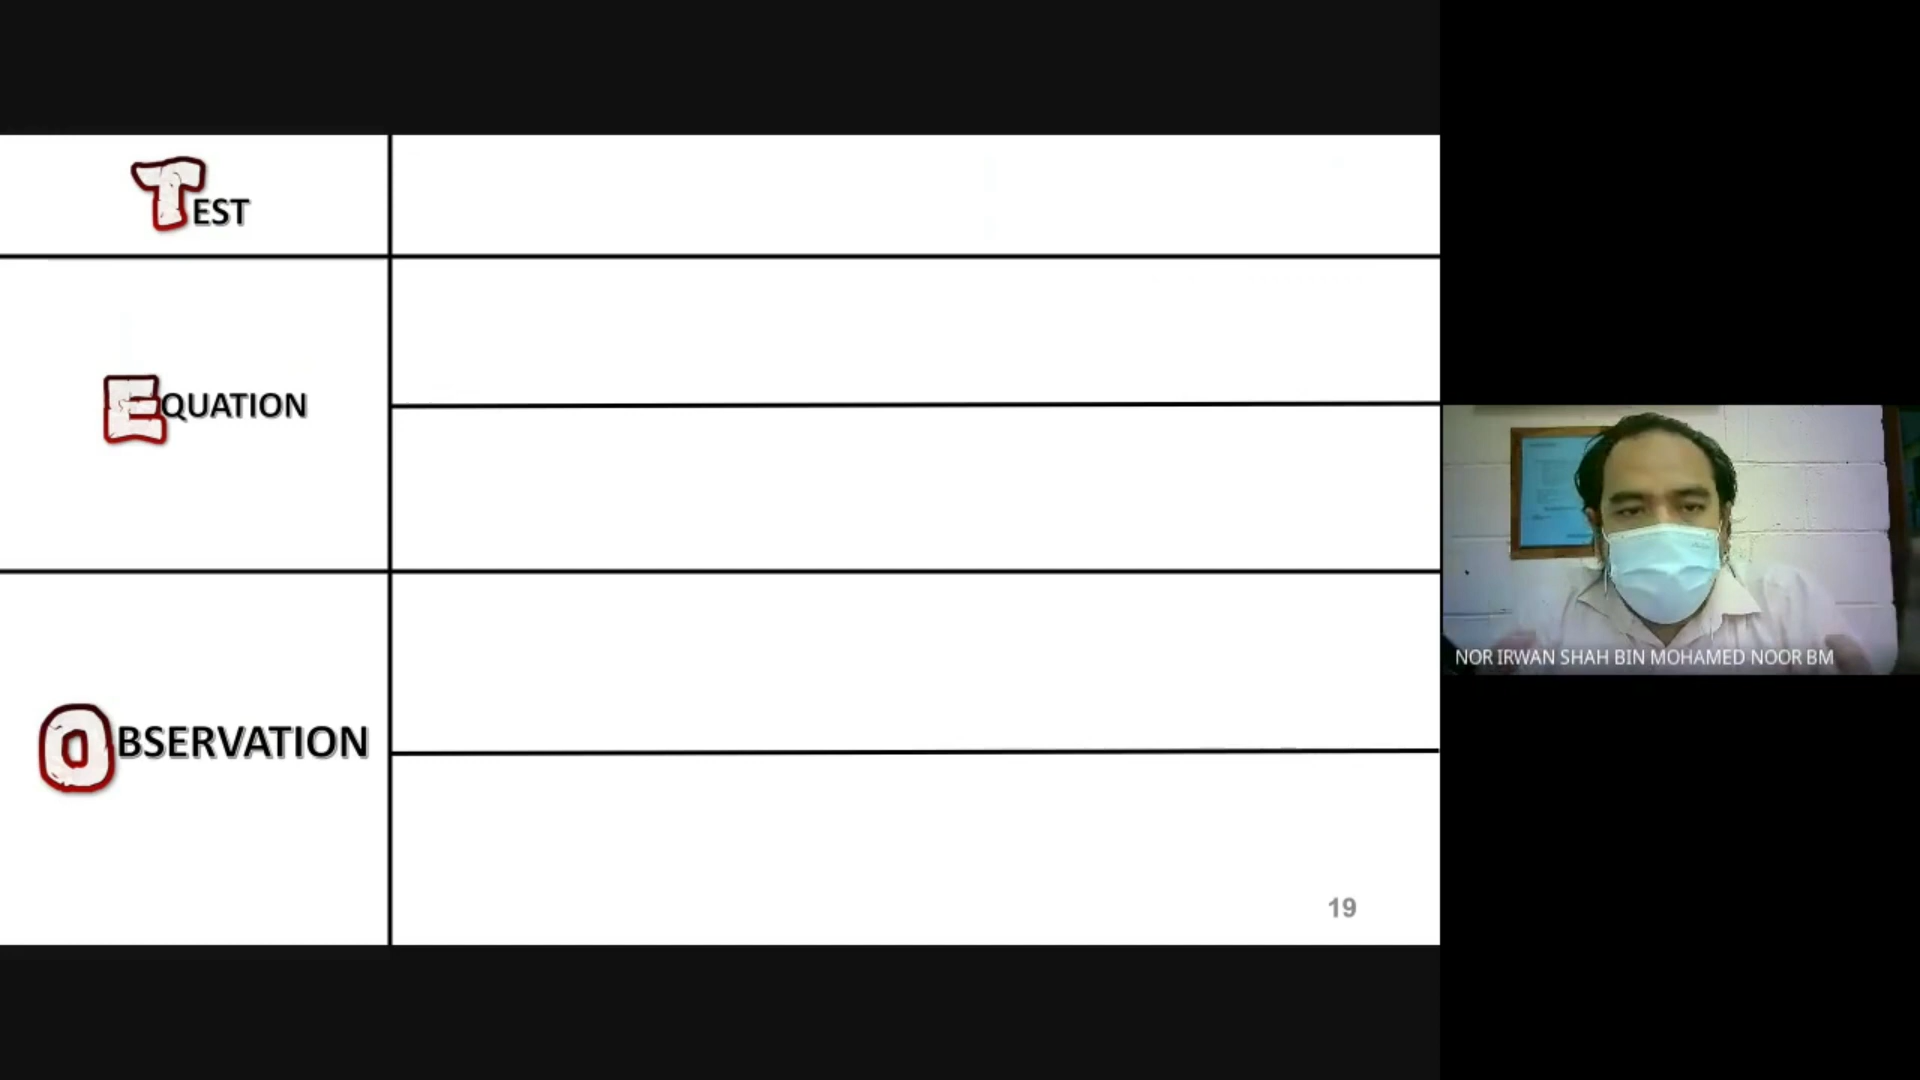 TEST
EQUATION
OBSERVATION
19
NOR IRWAN SHAH BIN MOHAMED NOOR BM